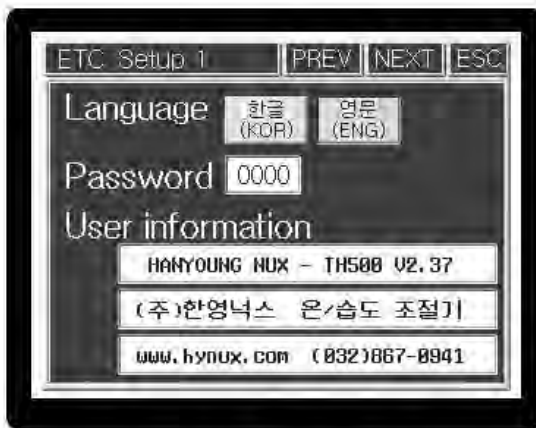 ETC Setup 1 PREV NEXT ESC
Language 한글 영문
(KOR) (ENG)
Password 0000
User information
HANYOUNG NUX - TH500 V2.37
(주)한영넉스 온/습도 조절기
www.hynux.com (032)867-0941